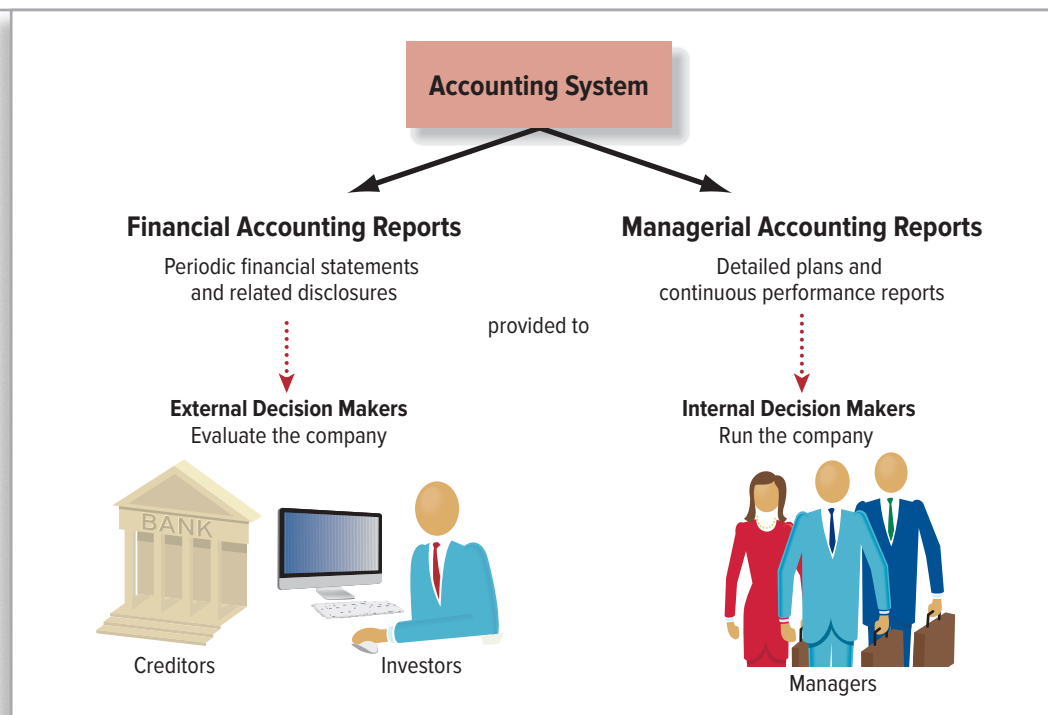 Accounting System
Financial Accounting Reports
Periodic financial statements
and related disclosures
Managerial Accounting Reports
Detailed plans and
continuous performance reports
provided to
External Decision Makers
Evaluate the company
Internal Decision Makers
Run the company
BANK
Creditors
Investors
Managers